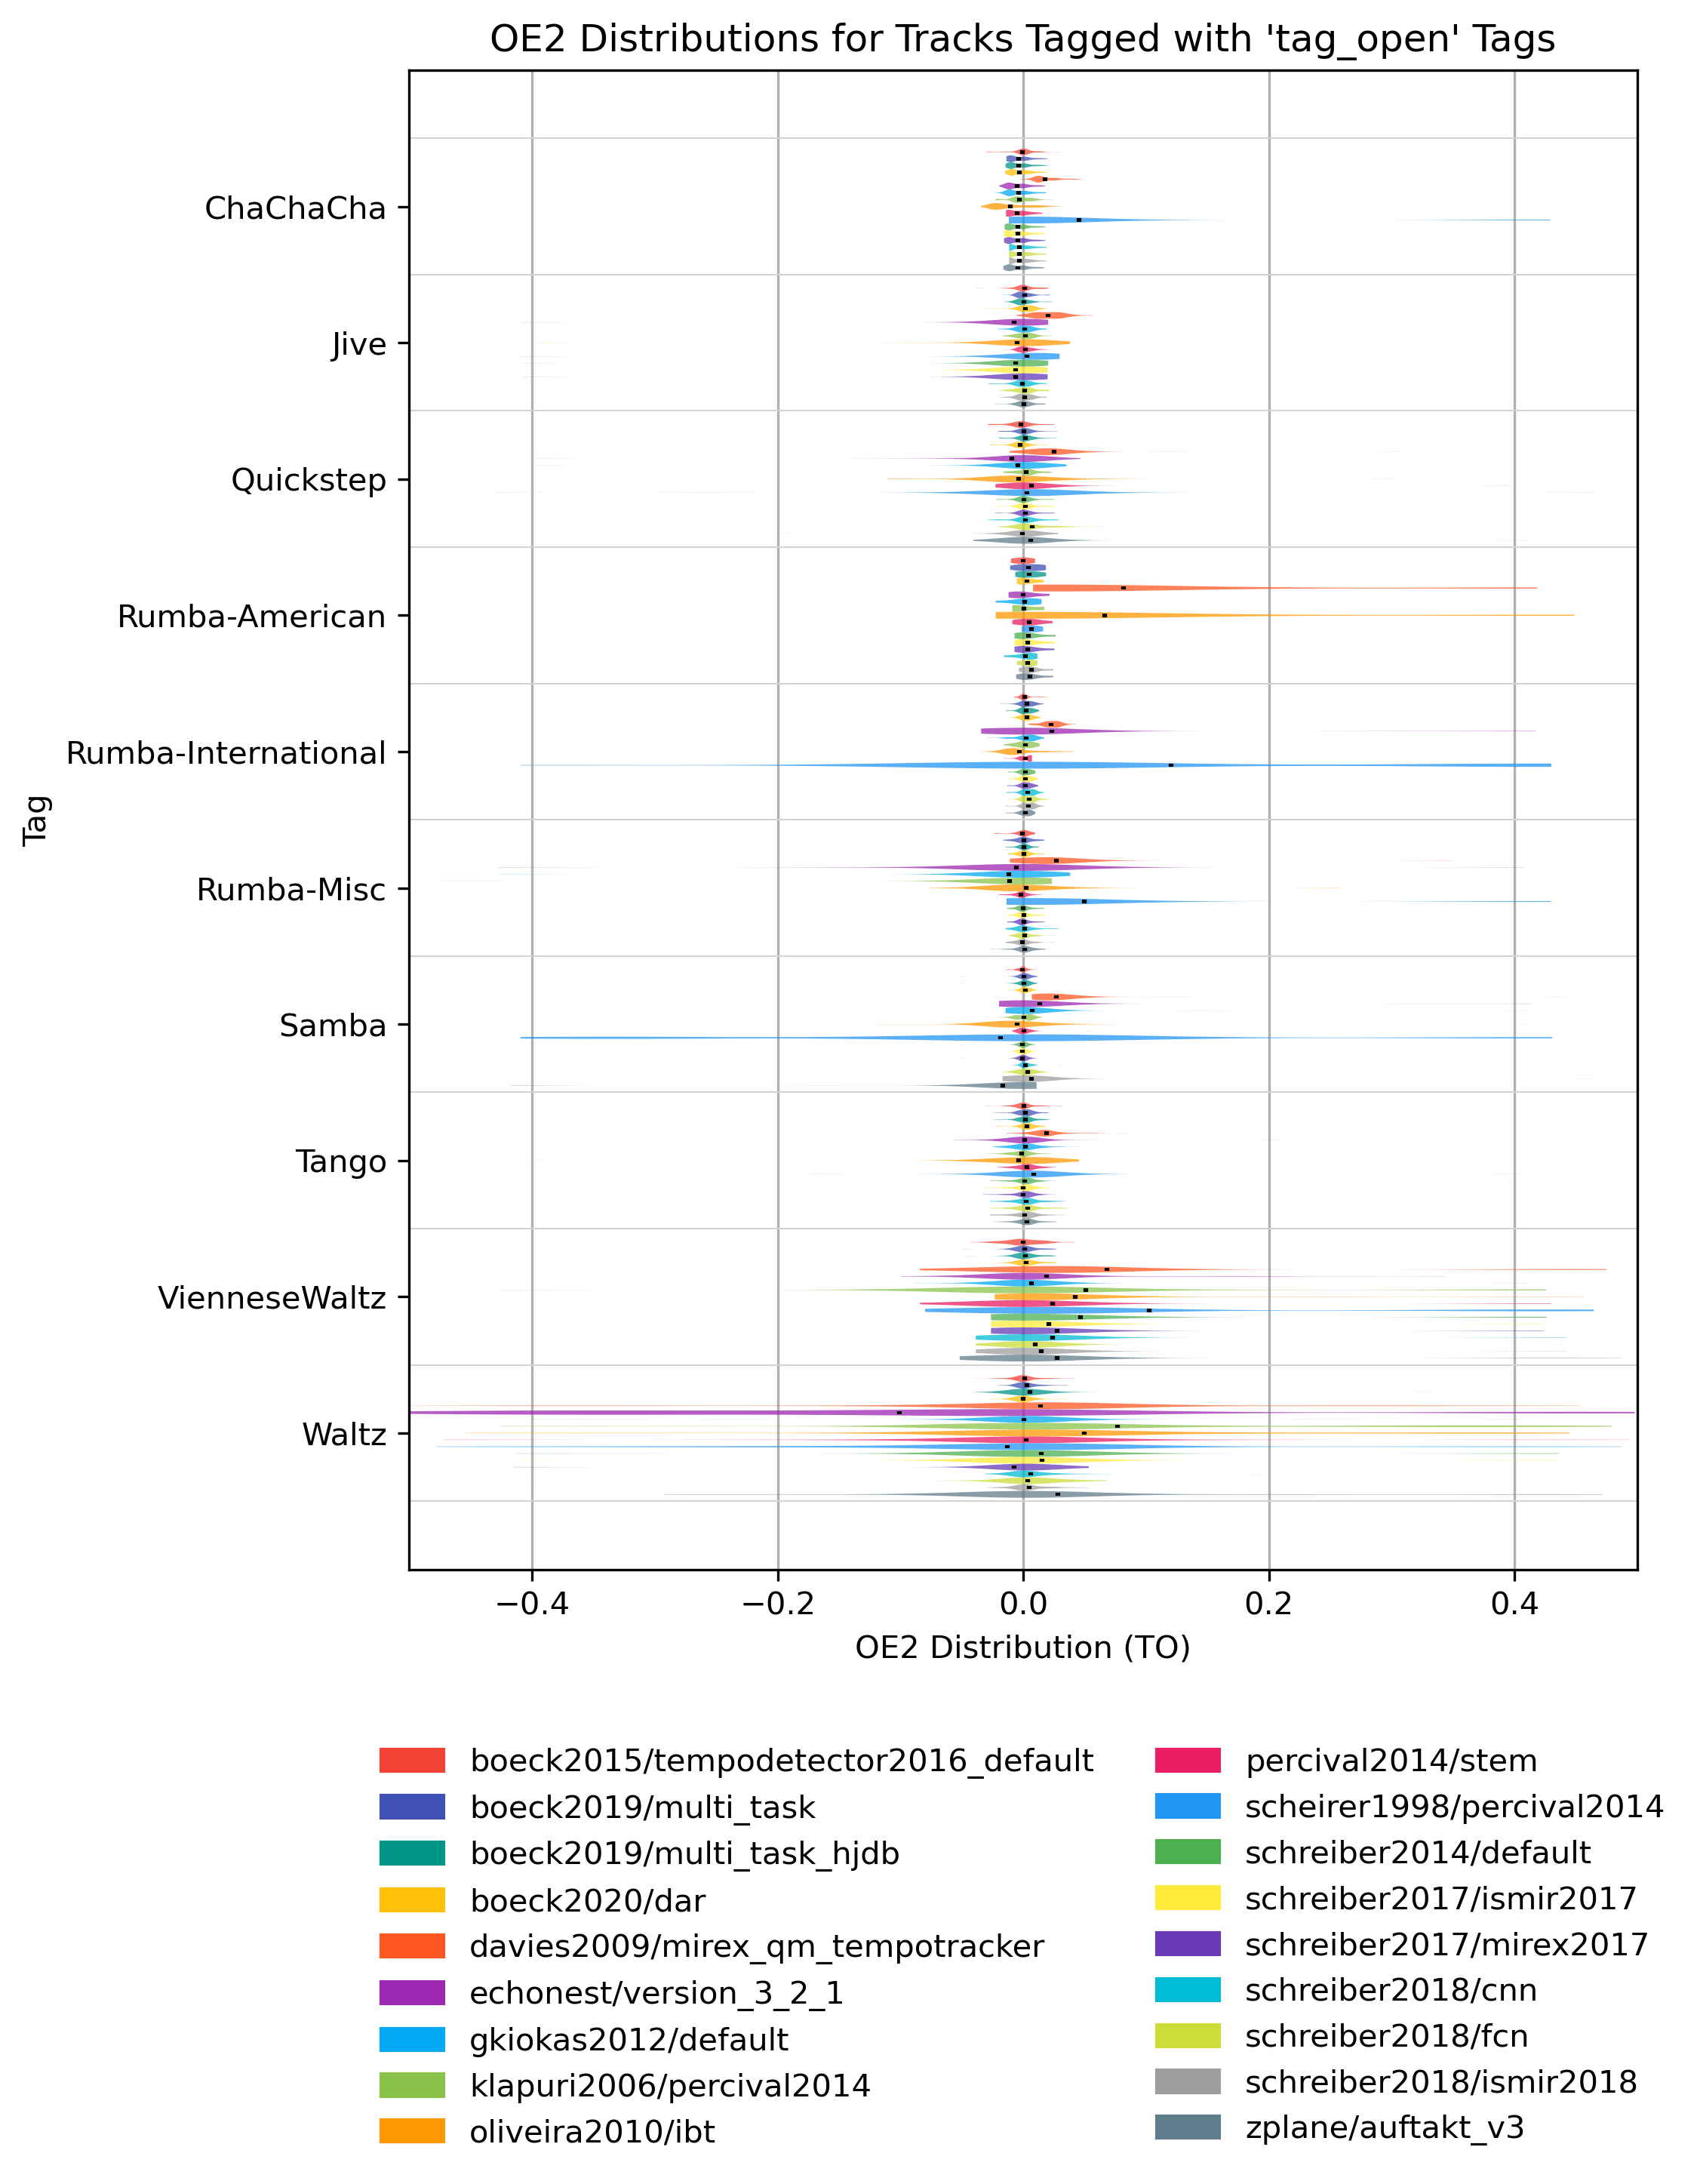 OE2 Distributions for Tracks Tagged with 'tag_open' Tags
Tag
ChaChaCha
Jive
Quickstep
Rumba-American
Rumba-International
Rumba-Misc
Samba
Tango
VienneseWaltz
Waltz
−0.4 −0.2 0.0 0.2 0.4
OE2 Distribution (TO)
boeck2015/tempodetector2016_default
boeck2019/multi_task
boeck2019/multi_task_hjdb
boeck2020/dar
davies2009/mirex_qm_tempotracker
echonest/version_3_2_1
gkiokas2012/default
klapuri2006/percival2014
oliveira2010/ibt
percival2014/stem
scheirer1998/percival2014
schreiber2014/default
schreiber2017/ismir2017
schreiber2017/mirex2017
schreiber2018/cnn
schreiber2018/fcn
schreiber2018/ismir2018
zplane/auftakt_v3